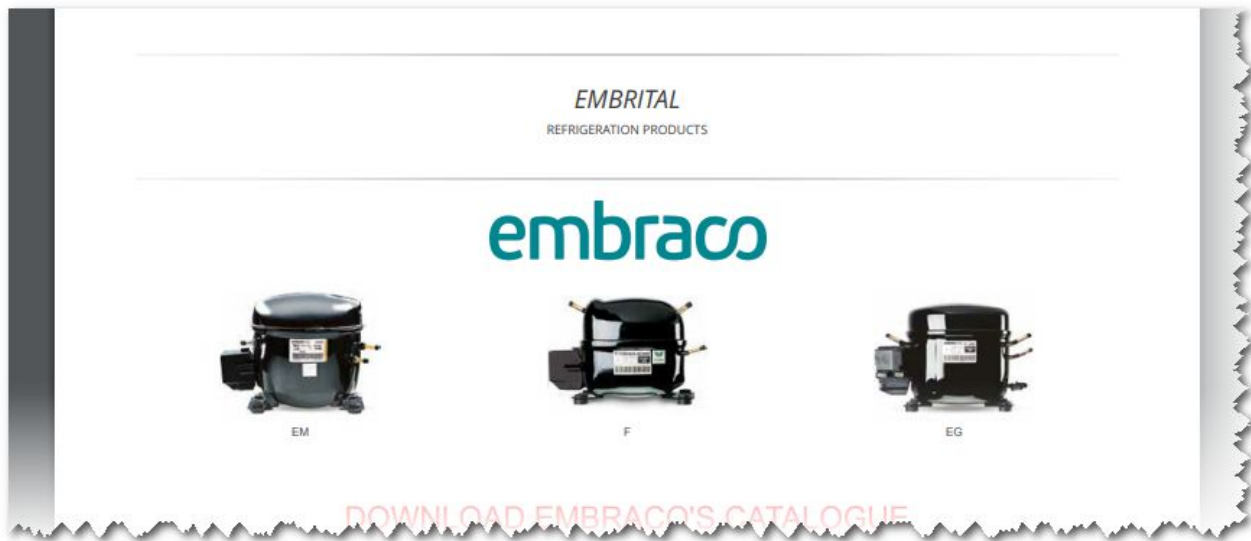 EMBRITAL
REFRIGERATION PRODUCTS
embraco
EM
F
EG
DOWNLOAD EMBRACO'S CATALOGUE